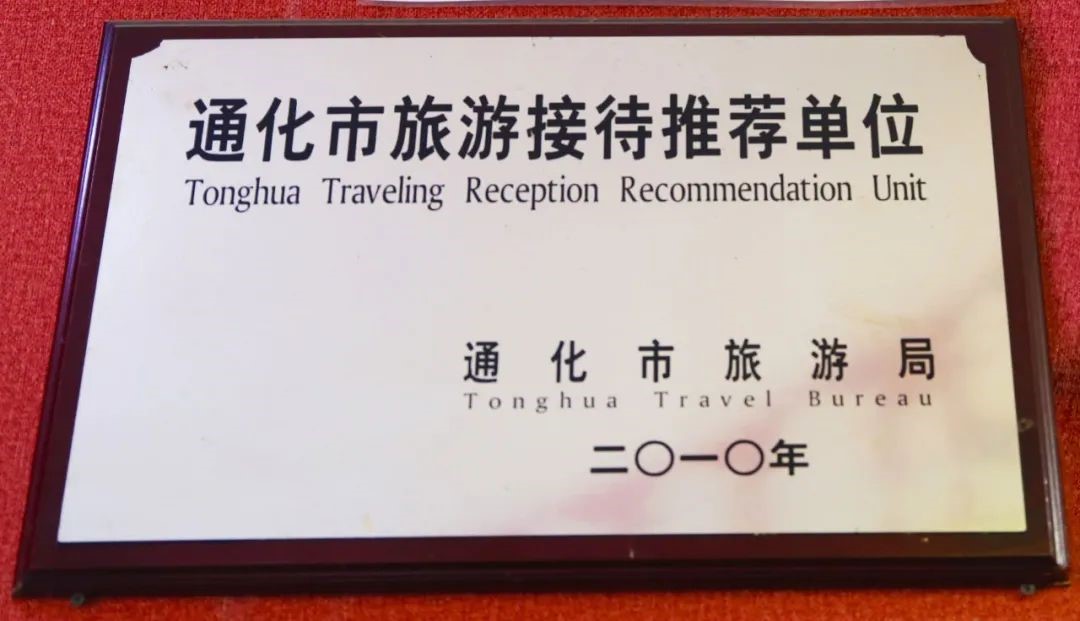 通化市旅游接待推荐单位
Tonghua Traveling Reception Recommendation Unit
通化市旅游局
Tonghua Travel Bureau
二〇一〇年